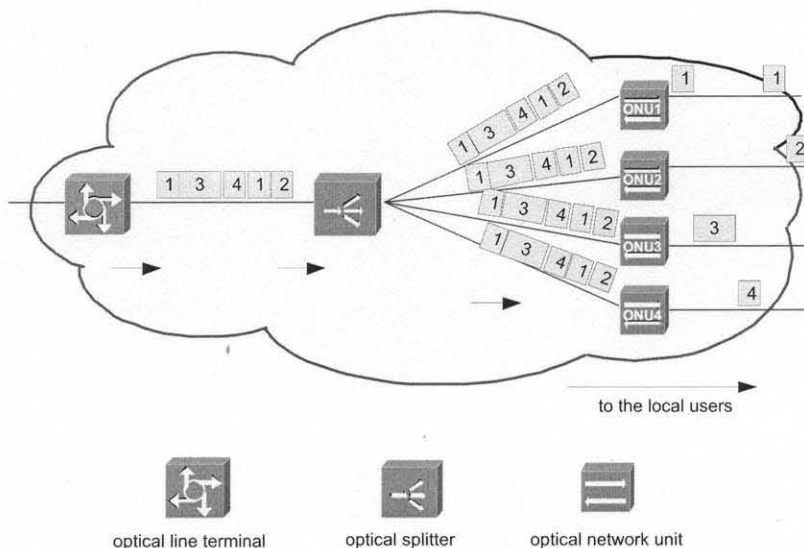 1 3 4 1 2
1 3 4 1 2
1 3 4 1 2
1 3 4 1 2
1 3 4 1 2
ONU1
1
1
ONU2
2
ONU3
3
ONU4
4
to the local users
optical line terminal
optical splitter
optical network unit